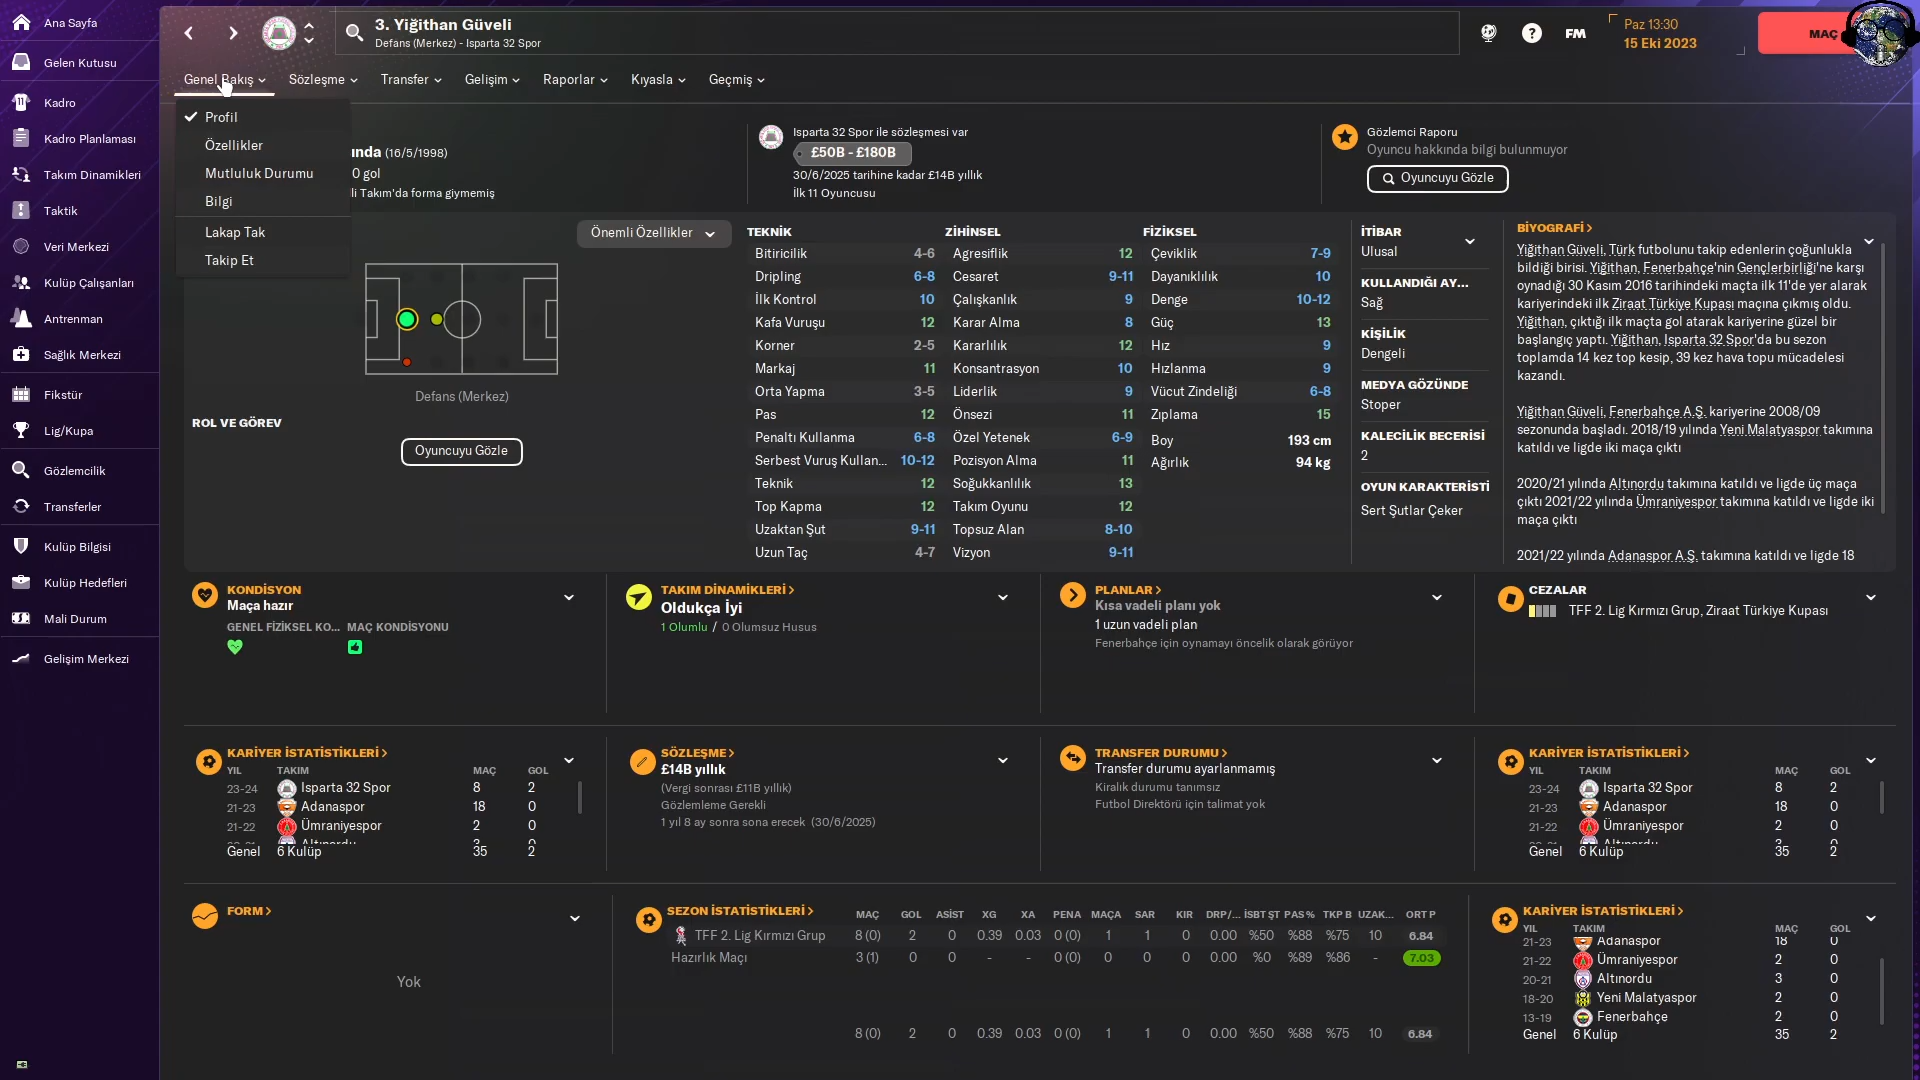 Ana Sayfa
Gelen Kutusu
Kadro
Kadro Planlaması
Takım Dinamikleri
Taktik
Veri Merkezi
Kulüp Çalışanları
Antrenman
Sağlık Merkezi
Fikstür
Lig/Kupa
Gözlemcilik
Transferler
Kulüp Bilgisi
Kulüp Hedefleri
Mali Durum
Gelişim Merkezi
3. Yiğithan Güveli
Defans (Merkez) - Isparta 32 Spor
FM
Paz 13:30
15 Eki 2023
MAÇ
Genel Bakış
Sözleşme
Transfer
Gelişim
Raporlar
Kıyasla
Geçmiş
Profil
Özellikler
Mutluluk Durumu
Bilgi
Lakap Tak
Takip Et
ında (16/5/1998)
0 gol
li Takım'da forma giymemiş
Isparta 32 Spor ile sözleşmesi var
£50B - £180B
30/6/2025 tarihine kadar £14B yıllık
İlk 11 Oyuncusu
Gözlemci Raporu
Oyuncu hakkında bilgi bulunmuyor
Oyuncuyu Gözle
Önemli Özellikler
Defans (Merkez)
ROL VE GÖREV
Oyuncuyu Gözle
TEKNİK ZİHİNSEL FİZİKSEL
Bitiricilik 4-6 Agresiflik 12 Çeviklik 7-9
Dripling 6-8 Cesaret 9-11 Dayanıklılık 10
İlk Kontrol 10 Çalışkanlık 9 Denge 10-12
Kafa Vuruşu 12 Karar Alma 8 Güç 13
Korner 2-5 Kararlılık 12 Hız 9
Markaj 11 Konsantrasyon 10 Hızlanma 9
Orta Yapma 3-5 Liderlik 9 Vücut Zindeliği 6-8
Pas 12 Önsezi 11 Zıplama 15
Penaltı Kullanma 6-8 Özel Yetenek 6-9 Boy 193 cm
Serbest Vuruş Kullan... 10-12 Pozisyon Alma 11 Ağırlık 94 kg
Teknik 12 Soğukkanlılık 13
Top Kapma 12 Takım Oyunu 12
Uzaktan Şut 9-11 Topsuz Alan 8-10
Uzun Taç 4-7 Vizyon 9-11
İTİBAR
Ulusal
KULLANDIĞI AY...
Sağ
KİŞİLİK
Dengeli
MEDYA GÖZÜNDE
Stoper
KALECİLİK BECERİSİ
2
OYUN KARAKTERİSTİ
Sert Şutlar Çeker
BİYOGRAFİ
Yiğithan Güveli, Türk futbolunu takip edenlerin çoğunlukla
bildiği birisi. Yiğithan, Fenerbahçe'nin Gençlerbirliği'ne karşı
oynadığı 30 Kasım 2016 tarihindeki maçta ilk 11'de yer alarak
kariyerindeki ilk Ziraat Türkiye Kupası maçına çıkmış oldu.
Yiğithan, çıktığı ilk maçta gol atarak kariyerine güzel bir
başlangıç yaptı. Yiğithan, Isparta 32 Spor'da bu sezon
toplamda 14 kez top kesip, 39 kez hava topu mücadelesi
kazandı.
Yiğithan Güveli, Fenerbahçe A.Ş. kariyerine 2008/09
sezonunda başladı. 2018/19 yılında Yeni Malatyaspor takımına
katıldı ve ligde iki maça çıktı
2020/21 yılında Altınordu takımına katıldı ve ligde üç maça
çıktı 2021/22 yılında Ümraniyespor takımına katıldı ve ligde iki
maça çıktı
2021/22 yılında Adanaspor A.Ş. takımına katıldı ve ligde 18
KONDİSYON
Maça hazır
GENEL FİZİKSEL KO... MAÇ KONDİSYONU
TAKIM DİNAMİKLERİ
Oldukça İyi
1 Olumlu / 0 Olumsuz Husus
PLANLAR
Kısa vadeli planı yok
1 uzun vadeli plan
Fenerbahçe için oynamayı öncelik olarak görüyor
CEZALAR
TFF 2. Lig Kırmızı Grup, Ziraat Türkiye Kupası
KARİYER İSTATİSTİKLERİ
YIL TAKIM MAÇ GOL
23-24 Isparta 32 Spor 8 2
21-23 Adanaspor 18 0
21-22 Ümraniyespor 2 0
Genel 6 Kulüp 35 2
SÖZLEŞME
£14B yıllık
(Vergi sonrası £11B yıllık)
Gözlemleme Gerekli
1 yıl 8 ay sonra sona erecek (30/6/2025)
TRANSFER DURUMU
Transfer durumu ayarlanmamış
Kiralık durumu tanımsız
Futbol Direktörü için talimat yok
KARİYER İSTATİSTİKLERİ
YIL TAKIM MAÇ GOL
23-24 Isparta 32 Spor 8 2
21-23 Adanaspor 18 0
21-22 Ümraniyespor 2 0
Genel 6 Kulüp 35 2
FORM
Yok
SEZON İSTATİSTİKLERİ MAÇ GOL ASİST XG XA PENA MAÇA SAR KIR DRP/... İSBT ŞT PAS % TKP B UZAK... ORT P
TFF 2. Lig Kırmızı Grup 8 (0) 2 0 0.39 0.03 0 (0) 1 1 0 0.00 %50 %88 %75 10 6.84
Hazırlık Maçı 3 (1) 0 0 - - 0 (0) 0 0 0 0.00 %0 %89 %86 - 7.03
8 (0) 2 0 0.39 0.03 0 (0) 1 1 0 0.00 %50 %88 %75 10 6.84
KARİYER İSTATİSTİKLERİ
YIL TAKIM MAÇ GOL
21-23 Adanaspor 18 0
21-22 Ümraniyespor 2 0
20-21 Altınordu 3 0
18-20 Yeni Malatyaspor 2 0
13-19 Fenerbahçe 2 0
Genel 6 Kulüp 35 2